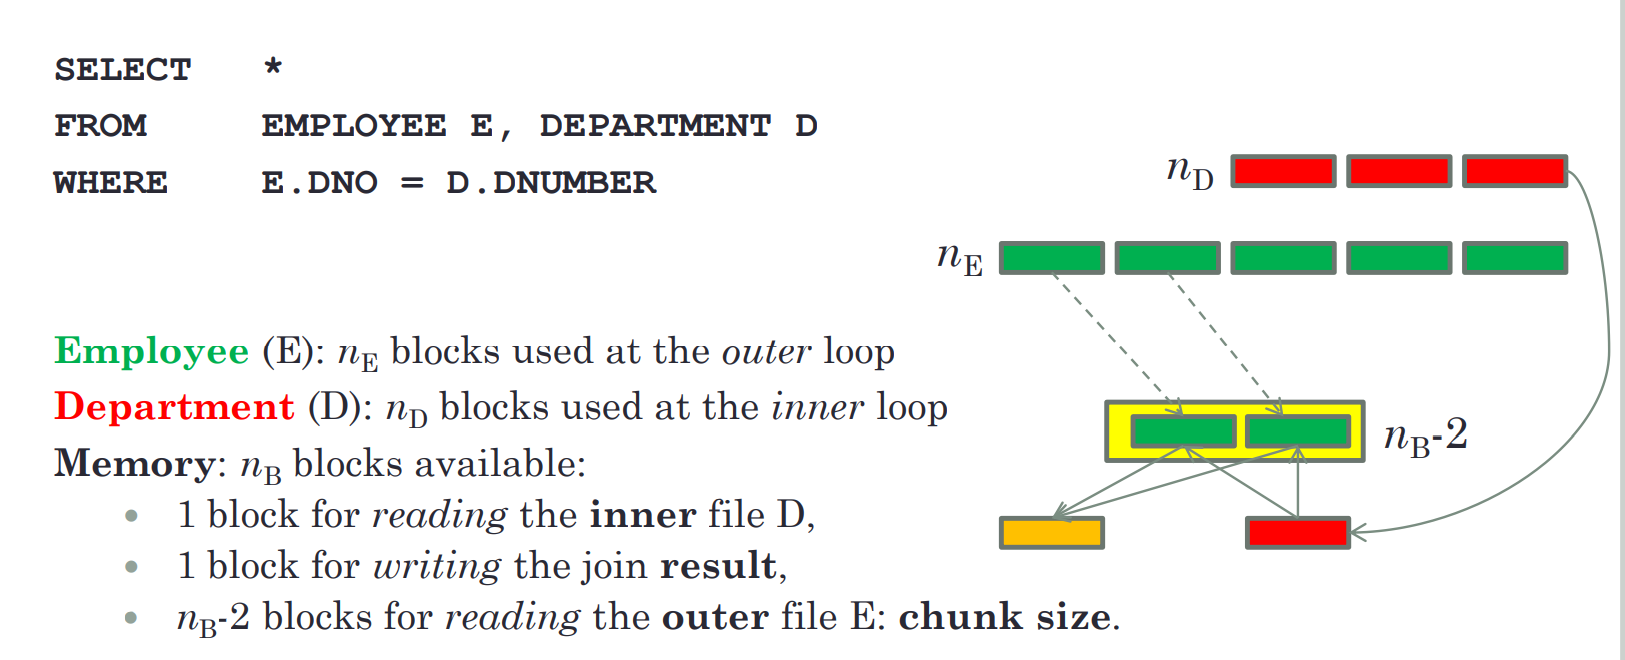 SELECT *
FROM EMPLOYEE E, DEPARTMENT D
WHERE E.DNO = D.DNUMBER
n_D
n_E
Employee (E): n_E blocks used at the outer loop
Department (D): n_D blocks used at the inner loop
n_B-2
Memory: n_B blocks available:
• 1 block for reading the inner file D,
• 1 block for writing the join result,
• n_B-2 blocks for reading the outer file E: chunk size.